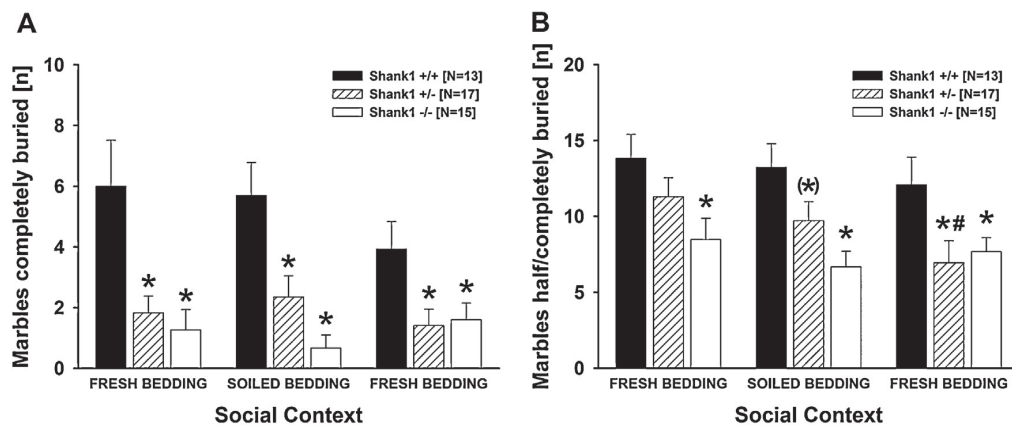 A
Marbles completely buried [n]
10
8
6
4
2
0
Shank1 +/+ [N=13]
Shank1 +/- [N=17]
Shank1 -/- [N=15]
*
*
*
*
*
*
FRESH BEDDING
SOILED BEDDING
FRESH BEDDING
Social Context
B
Marbles half/completely buried [n]
20
15
10
5
0
Shank1 +/+ [N=13]
Shank1 +/- [N=17]
Shank1 -/- [N=15]
*
(*)
*
*#
*
FRESH BEDDING
SOILED BEDDING
FRESH BEDDING
Social Context